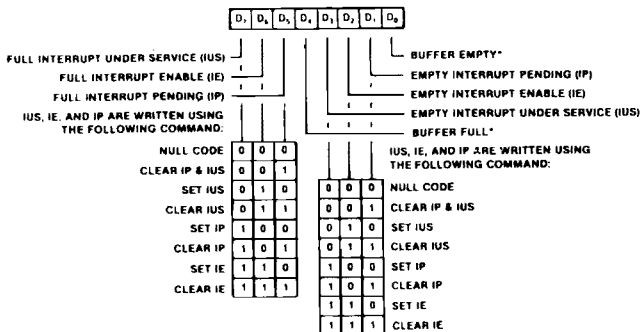 D₇ D₆ D₅ D₄ D₃ D₂ D₁ D₀
FULL INTERRUPT UNDER SERVICE (IUS)
FULL INTERRUPT ENABLE (IE)
FULL INTERRUPT PENDING (IP)
IUS, IE, AND IP ARE WRITTEN USING
THE FOLLOWING COMMAND:
NULL CODE 0 0 0
CLEAR IP & IUS 0 0 1
SET IUS 0 1 0
CLEAR IUS 0 1 1
SET IP 1 0 0
CLEAR IP 1 0 1
SET IE 1 1 0
CLEAR IE 1 1 1
BUFFER EMPTY*
EMPTY INTERRUPT PENDING (IP)
EMPTY INTERRUPT ENABLE (IE)
EMPTY INTERRUPT UNDER SERVICE (IUS)
BUFFER FULL*
IUS, IE, AND IP ARE WRITTEN USING
THE FOLLOWING COMMAND:
0 0 0 NULL CODE
0 0 1 CLEAR IP & IUS
0 1 0 SET IUS
0 1 1 CLEAR IUS
1 0 0 SET IP
1 0 1 CLEAR IP
1 1 0 SET IE
1 1 1 CLEAR IE